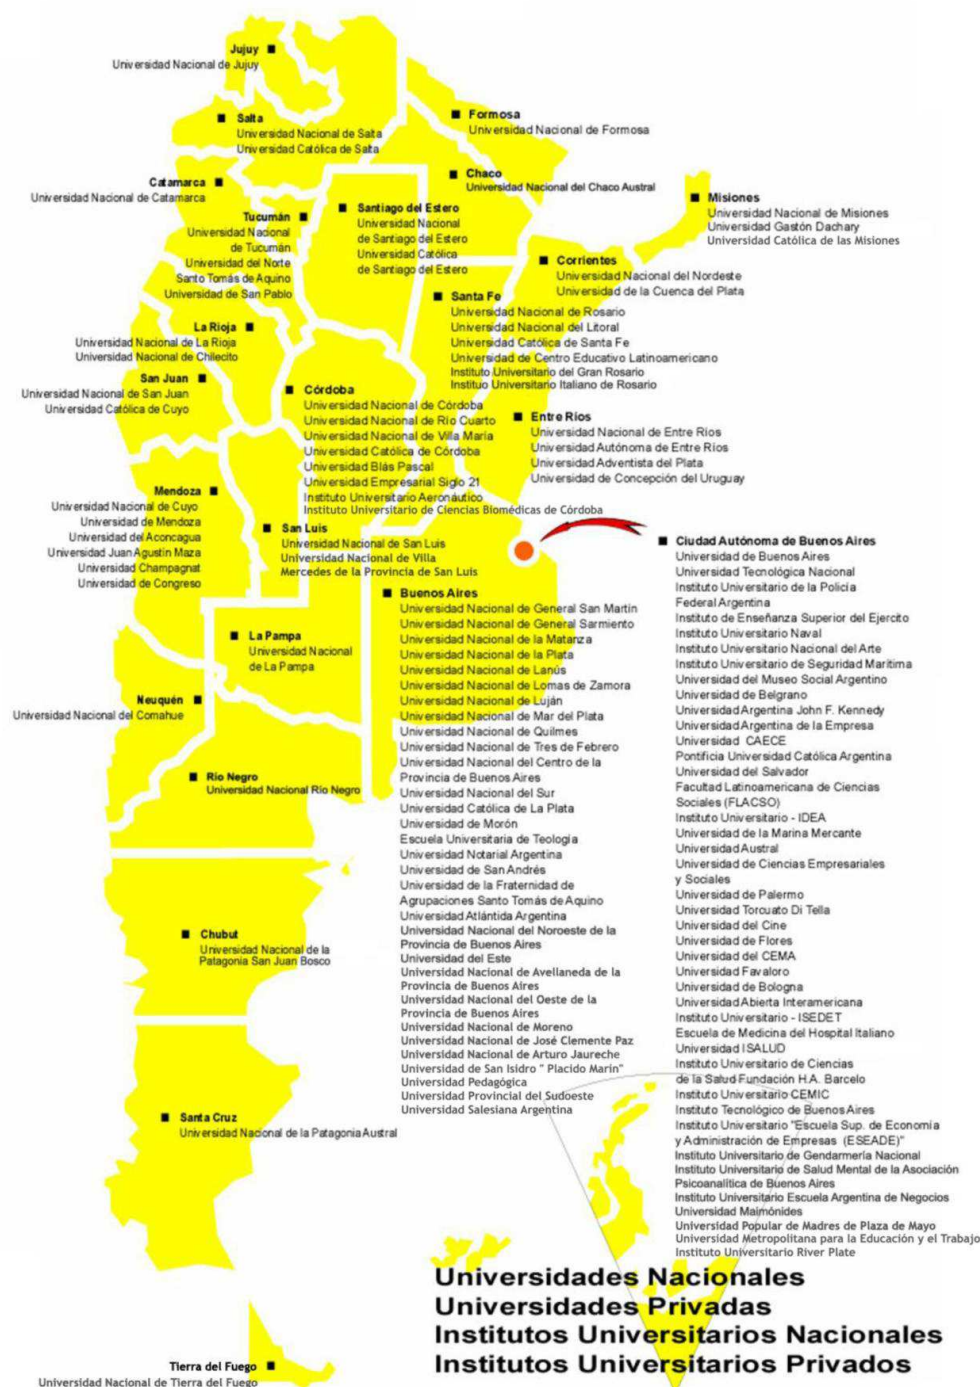 Jujuy
Universidad Nacional de Jujuy
Salta
Universidad Nacional de Salta
Universidad Católica de Salta
Formosa
Universidad Nacional de Formosa
Chaco
Universidad Nacional del Chaco Austral
Catamarca
Universidad Nacional de Catamarca
Misiones
Universidad Nacional de Misiones
Universidad Gastón Dachary
Universidad Católica de las Misiones
Tucumán
Universidad Nacional
de Tucumán
Universidad del Norte
Santo Tomás de Aquino
Universidad de San Pablo
Santiago del Estero
Universidad Nacional
de Santiago del Estero
Universidad Católica
de Santiago del Estero
Corrientes
Universidad Nacional del Nordeste
Universidad de la Cuenca del Plata
Santa Fe
Universidad Nacional de Rosario
Universidad Nacional del Litoral
Universidad Católica de Santa Fe
Universidad de Centro Educativo Latinoamericano
Instituto Universitario del Gran Rosario
Instituo Universitario Italiano de Rosario
La Rioja
Universidad Nacional de La Rioja
Universidad Nacional de Chilecito
San Juan
Universidad Nacional de San Juan
Universidad Católica de Cuyo
Córdoba
Universidad Nacional de Córdoba
Universidad Nacional de Río Cuarto
Universidad Nacional de Villa María
Universidad Católica de Córdoba
Universidad Blás Pascal
Universidad Empresarial Siglo 21
Instituto Universitario Aeronáutico
Instituto Universitario de Ciencias Biomédicas de Córdoba
Entre Ríos
Universidad Nacional de Entre Ríos
Universidad Autónoma de Entre Ríos
Universidad Adventista del Plata
Universidad de Concepción del Uruguay
Mendoza
Universidad Nacional de Cuyo
Universidad de Mendoza
Universidad del Aconcagua
Universidad Juan Agustín Maza
Universidad Champagnat
Universidad de Congreso
San Luis
Universidad Nacional de San Luis
Universidad Nacional de Villa
Mercedes de la Provincia de San Luis
Ciudad Autónoma de Buenos Aires
Universidad de Buenos Aires
Universidad Tecnológica Nacional
Instituto Universitario de la Policía
Federal Argentina
Instituto de Enseñanza Superior del Ejercito
Instituto Universitario Naval
Instituto Universitario Nacional del Arte
Instituto Universitario de Seguridad Marítima
Universidad del Museo Social Argentino
Universidad de Belgrano
Universidad Argentina John F. Kennedy
Universidad Argentina de la Empresa
Universidad CAECE
Pontificia Universidad Católica Argentina
Universidad del Salvador
Facultad Latinoamericana de Ciencias
Sociales (FLACSO)
Instituto Universitario - IDEA
Universidad de la Marina Mercante
Universidad Austral
Universidad de Ciencias Empresariales
y Sociales
Universidad de Palermo
Universidad Torcuato Di Tella
Universidad del Cine
Universidad de Flores
Universidad del CEMA
Universidad Favaloro
Universidad de Bologna
Universidad Abierta Interamericana
Instituto Universitario - ISEDET
Escuela de Medicina del Hospital Italiano
Universidad ISALUD
Instituto Universitario de Ciencias
de la Salud Fundación H.A. Barcelo
Instituto Universitario CEMIC
Instituto Tecnológico de Buenos Aires
Instituto Universitario "Escuela Sup. de Economía
y Administración de Empresas (ESEADE)"
Instituto Universitario de Gendarmería Nacional
Instituto Universitario de Salud Mental de la Asociación
Psicoanalítica de Buenos Aires
Instituto Universitario Escuela Argentina de Negocios
Universidad Maimónides
Universidad Popular de Madres de Plaza de Mayo
Universidad Metropolitana para la Educación y el Trabajo
Instituto Universitario River Plate
Buenos Aires
Universidad Nacional de General San Martín
Universidad Nacional de General Sarmiento
Universidad Nacional de la Matanza
Universidad Nacional de la Plata
Universidad Nacional de Lanús
Universidad Nacional de Lomas de Zamora
Universidad Nacional de Luján
Universidad Nacional de Mar del Plata
Universidad Nacional de Quilmes
Universidad Nacional de Tres de Febrero
Universidad Nacional del Centro de la
Provincia de Buenos Aires
Universidad Nacional del Sur
Universidad Católica de La Plata
Universidad de Morón
Escuela Universitaria de Teología
Universidad Notarial Argentina
Universidad de San Andrés
Universidad de la Fraternidad de
Agrupaciones Santo Tomás de Aquino
Universidad Atlántida Argentina
Universidad Nacional del Noroeste de la
Provincia de Buenos Aires
Universidad del Este
Universidad Nacional de Avellaneda de la
Provincia de Buenos Aires
Universidad Nacional del Oeste de la
Provincia de Buenos Aires
Universidad Nacional de Moreno
Universidad Nacional de José Clemente Paz
Universidad Nacional de Arturo Jaureche
Universidad de San Isidro " Placido Marín"
Universidad Pedagógica
Universidad Provincial del Sudoeste
Universidad Salesiana Argentina
La Pampa
Universidad Nacional
de La Pampa
Neuquén
Universidad Nacional del Comahue
Río Negro
Universidad Nacional Río Negro
Chubut
Universidad Nacional de la
Patagonia San Juan Bosco
Santa Cruz
Universidad Nacional de la Patagonia Austral
Tierra del Fuego
Universidad Nacional de Tierra del Fuego
Universidades Nacionales
Universidades Privadas
Institutos Universitarios Nacionales
Institutos Universitarios Privados